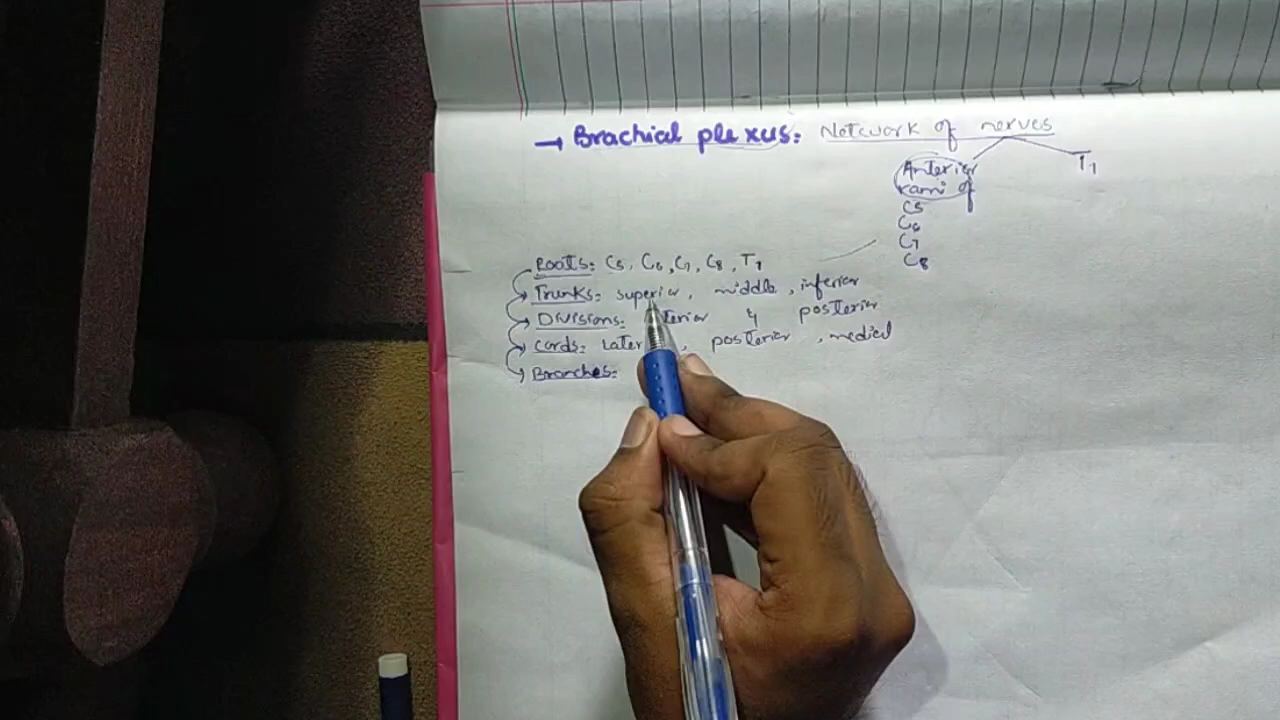 → Brachial plexus: Network of nerves
Anterior
rami of
T1
C5
C6
C7
C8
Roots: C5, C6, C7, C8, T1
Trunks: superior, middle, inferior
Divisions: & posterior
Cords: posterior, medial
Branches: